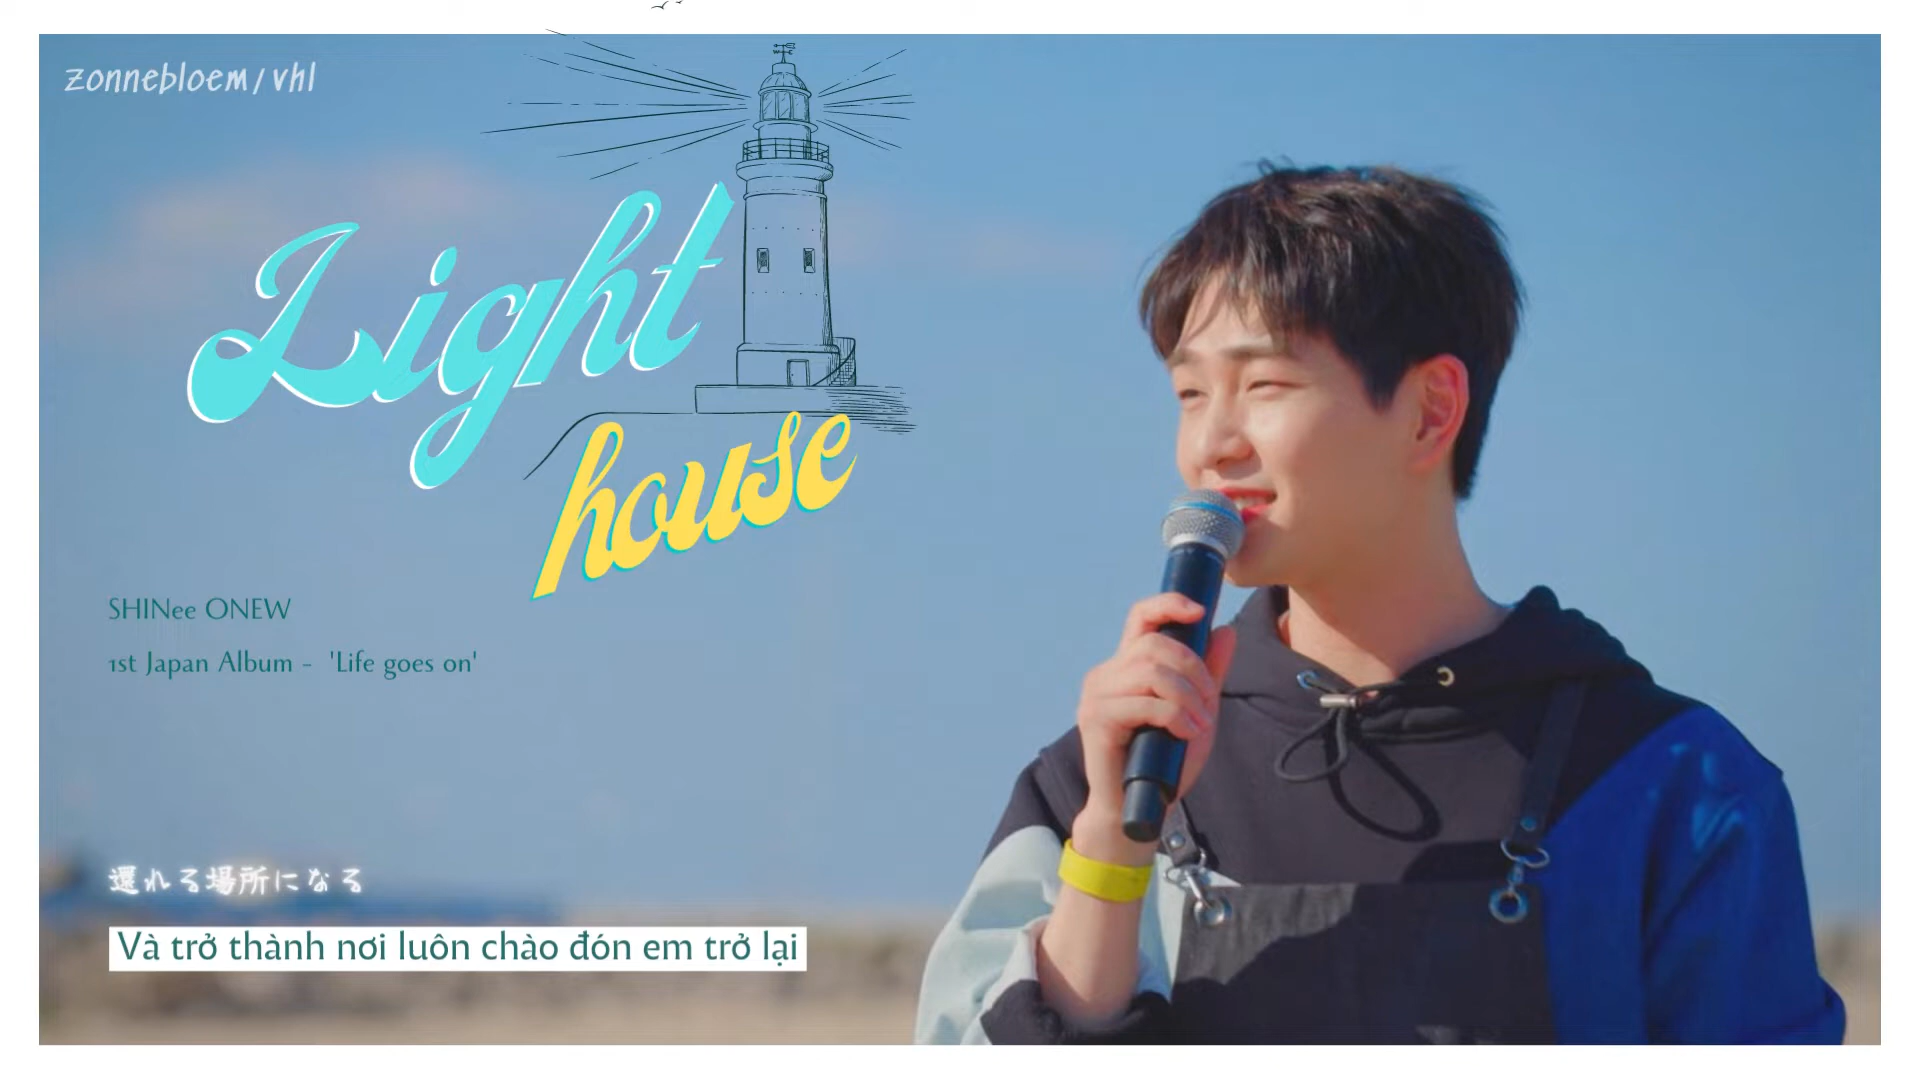 zonnebloem/vhl
Light
house
SHINee ONEW
1st Japan Album - 'Life goes on'
還れる場所になる
Và trở thành nơi luôn chào đón em trở lại